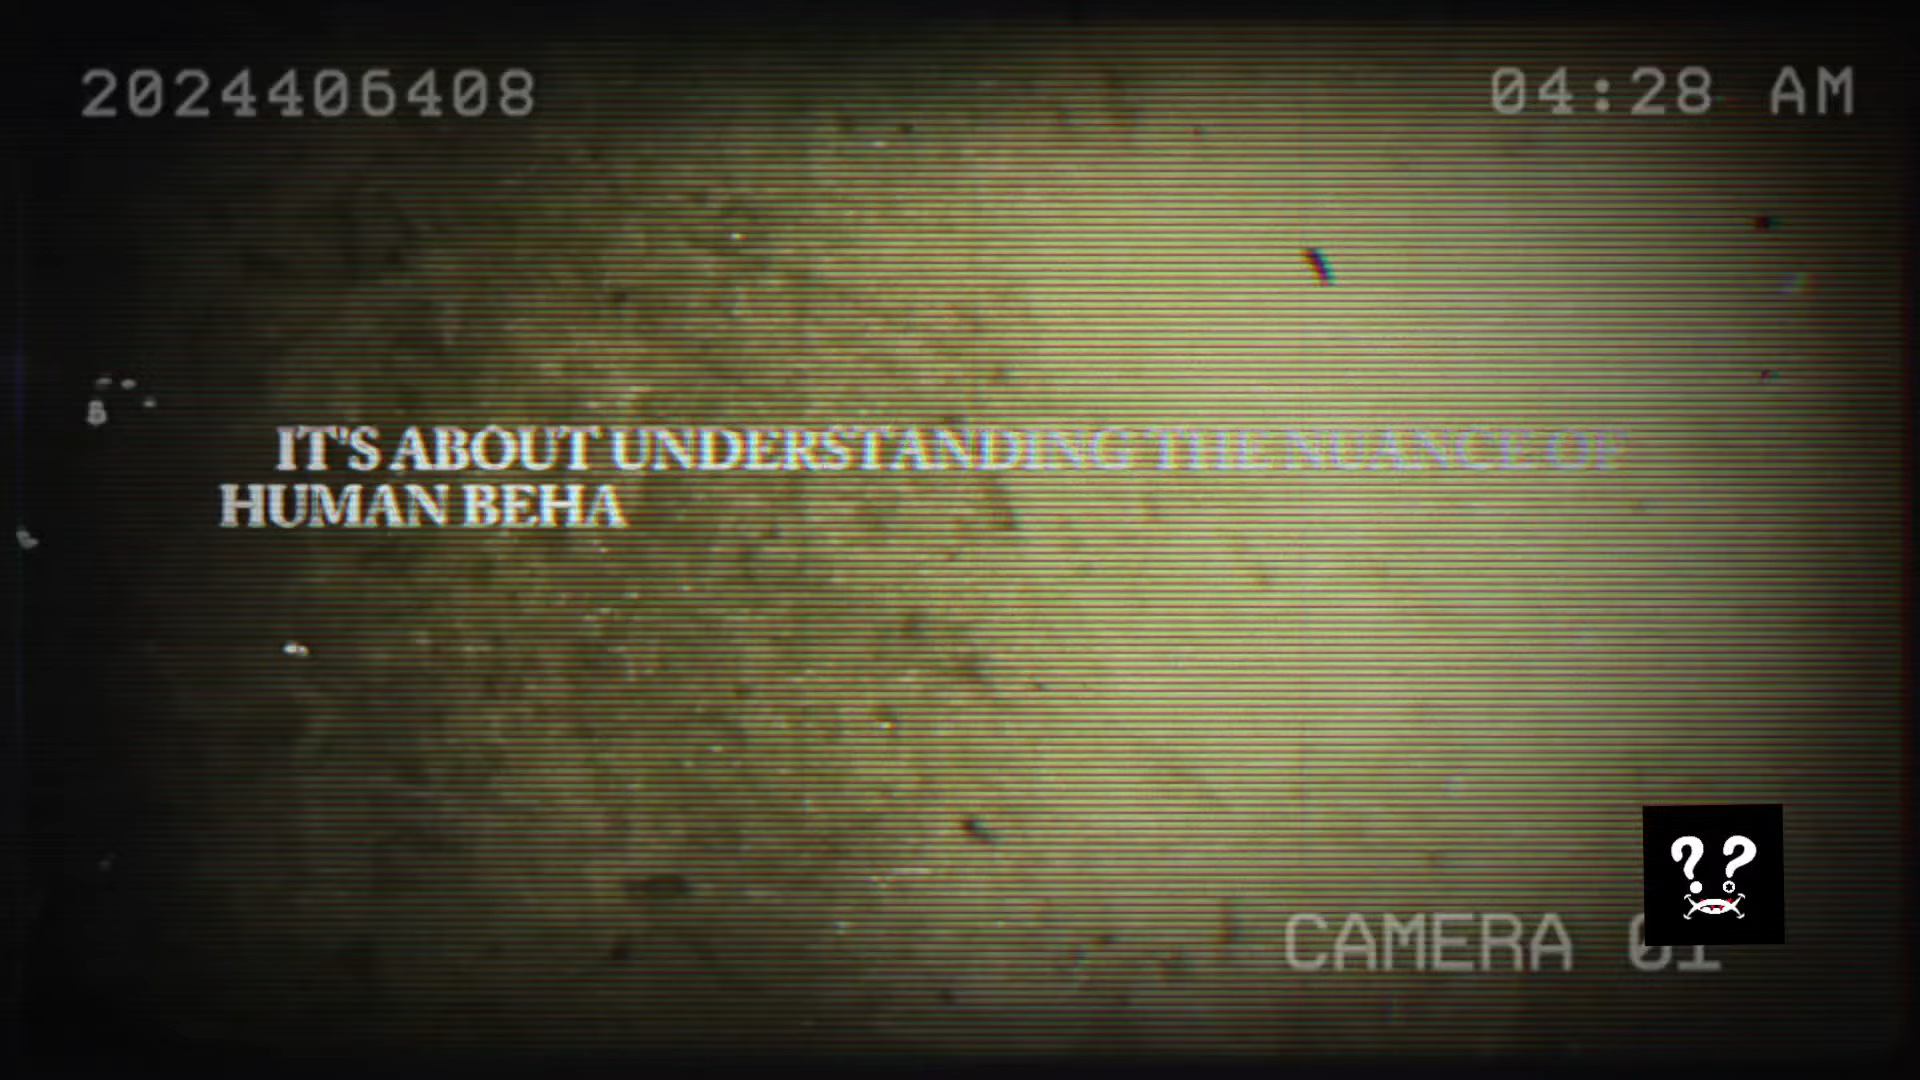 2024406408
04:28 AM
IT'S ABOUT UNDERSTANDING THE NUANCE OF
HUMAN BEHA
??
CAMERA 01